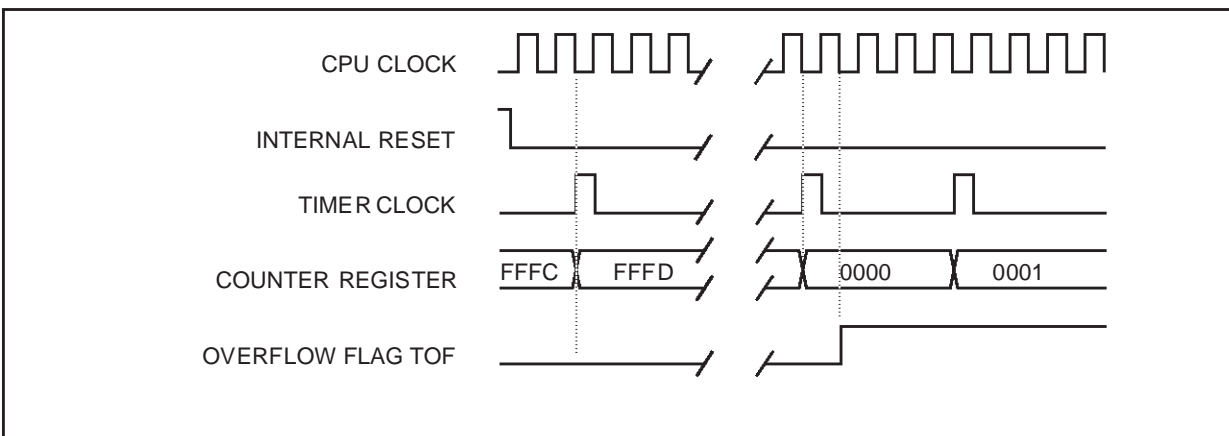 CPU CLOCK
INTERNAL RESET
TIMER CLOCK
COUNTER REGISTER
FFFC
FFFD
0000
0001
OVERFLOW FLAG TOF